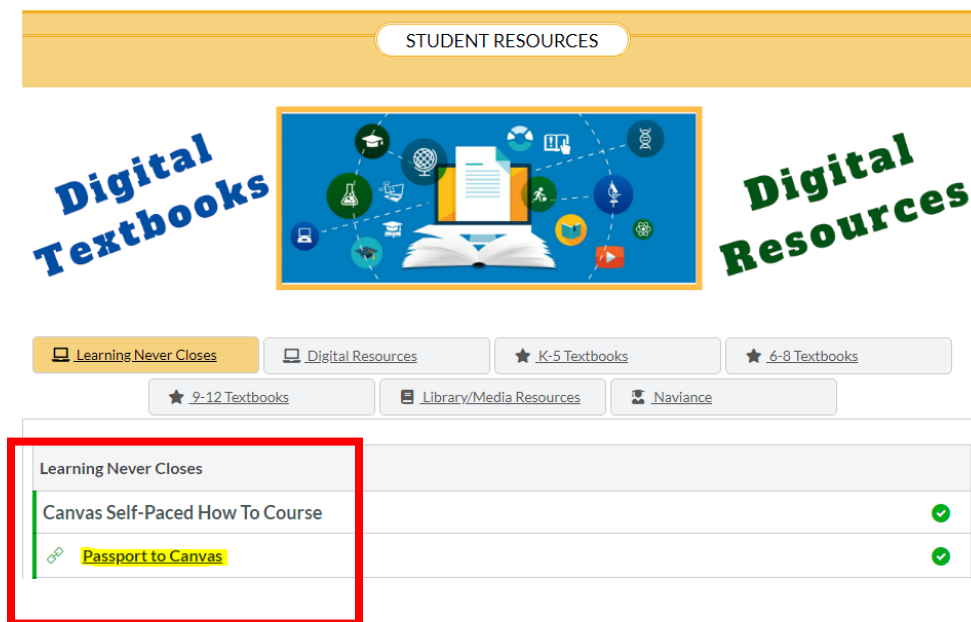 STUDENT RESOURCES
Digital
Textbooks
Digital
Resources
Learning Never Closes
Digital Resources
K-5 Textbooks
6-8 Textbooks
9-12 Textbooks
Library/Media Resources
Naviance
Learning Never Closes
Canvas Self-Paced How To Course
Passport to Canvas